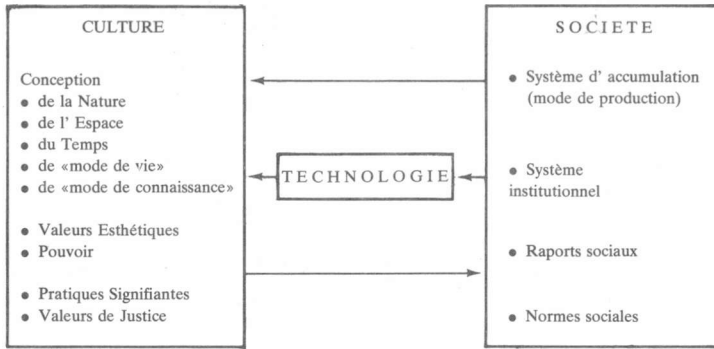 CULTURE
Conception
• de la Nature
• de l' Espace
• du Temps
• de «mode de vie»
• de «mode de connaissance»
• Valeurs Esthétiques
• Pouvoir
• Pratiques Signifiantes
• Valeurs de Justice
TECHNOLOGIE
SOCIETE
• Système d' accumulation
(mode de production)
• Système
institutionnel
• Raports sociaux
• Normes sociales